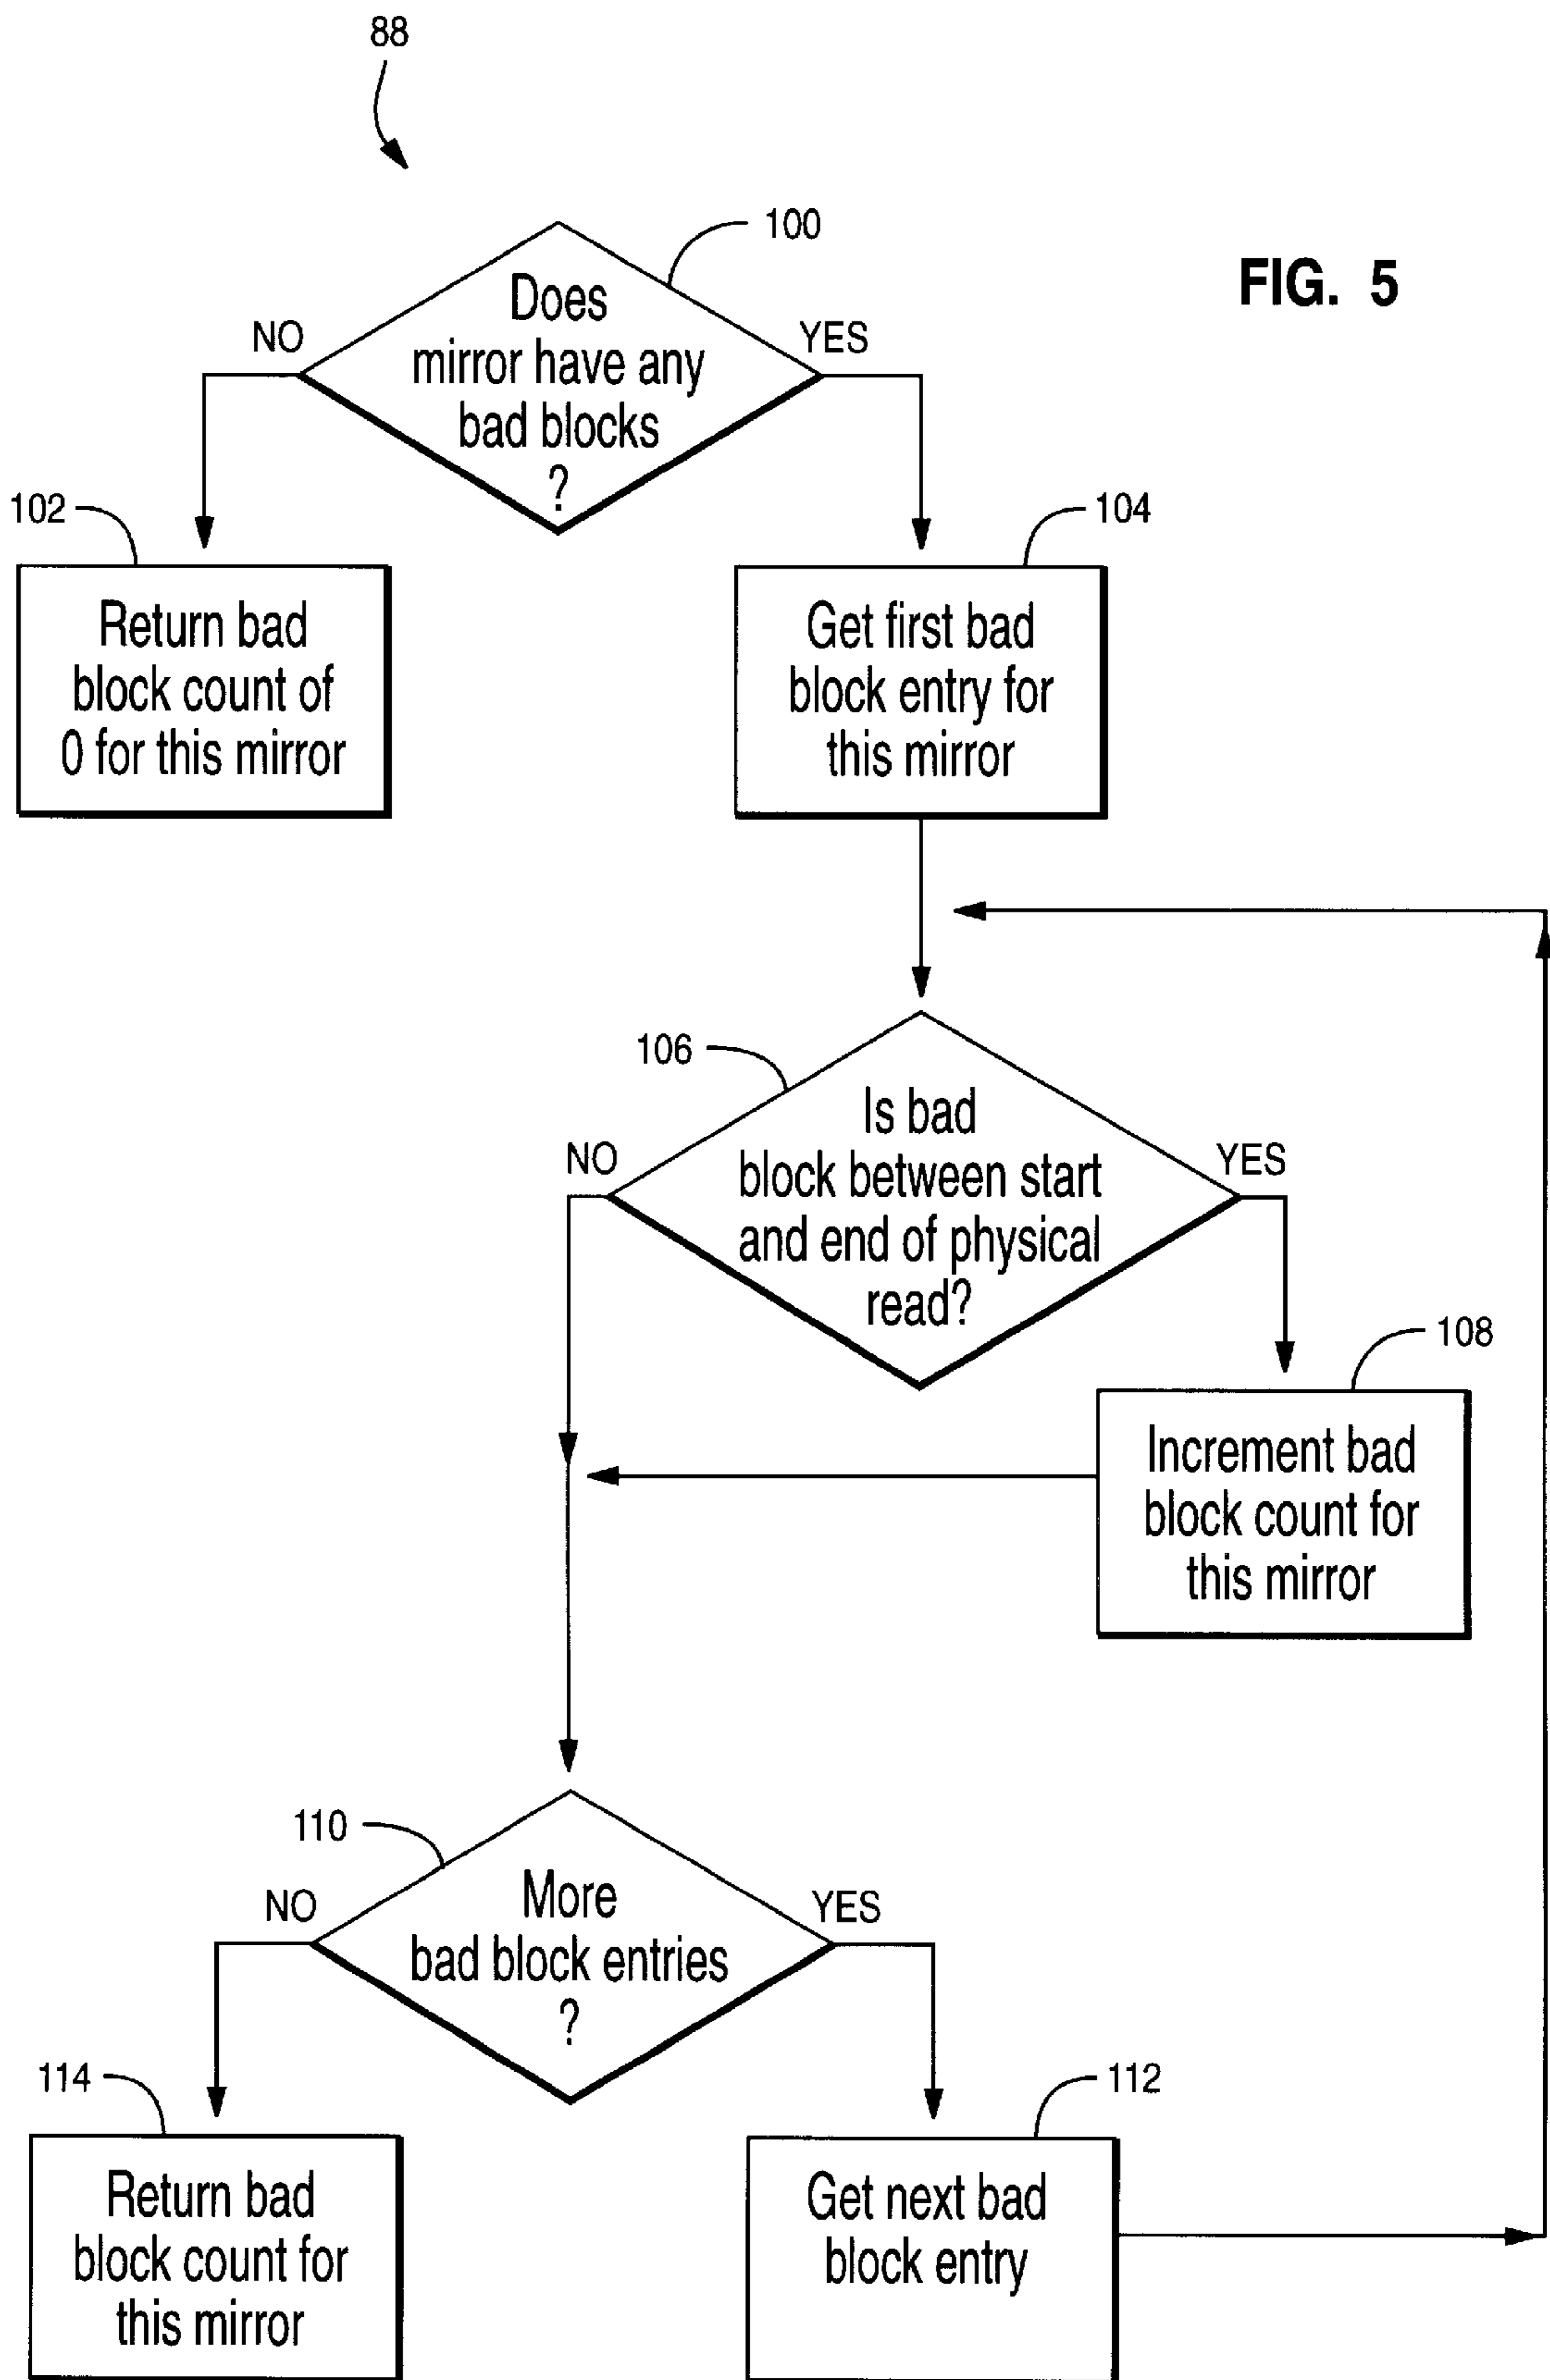 88
100
FIG. 5
Does
mirror have any
bad blocks
?
NO
YES
102
104
Return bad
block count of
0 for this mirror
Get first bad
block entry for
this mirror
106
Is bad
block between start
and end of physical
read?
NO
YES
108
Increment bad
block count for
this mirror
110
More
bad block entries
?
NO
YES
114
112
Return bad
block count for
this mirror
Get next bad
block entry